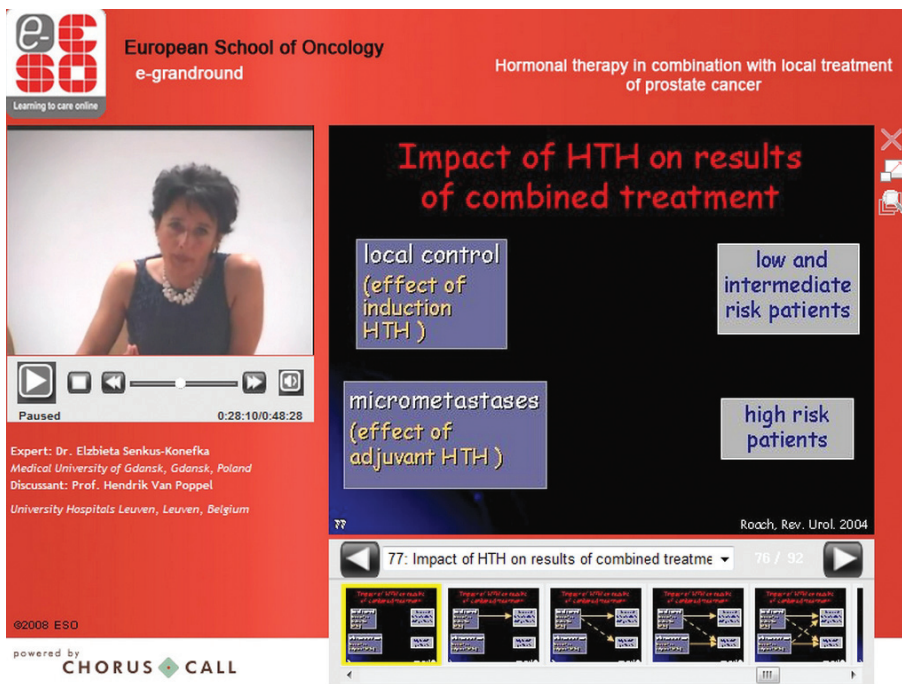 e-ESO
Learning to care online
European School of Oncology
e-grandround
Hormonal therapy in combination with local treatment
of prostate cancer
Impact of HTH on results
of combined treatment
local control
(effect of
induction
HTH )
low and
intermediate
risk patients
micrometastases
(effect of
adjuvant HTH )
high risk
patients
77
Roach, Rev. Urol. 2004
Paused
0:28:10/0:48:28
Expert: Dr. Elzbieta Senkus-Konefka
Medical University of Gdansk, Gdansk, Poland
Discussant: Prof. Hendrik Van Poppel
University Hospitals Leuven, Leuven, Belgium
77: Impact of HTH on results of combined treatme
76 / 92
©2008 ESO
powered by
CHORUS CALL